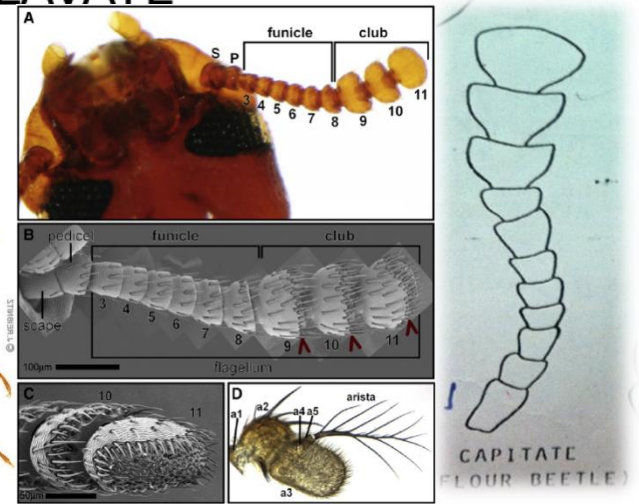 LAVATE
A
funicle
club
S
P
3
4
5
6
7
8
9
10
11
B
pedicel
funicle
club
scape
3
4
5
6
7
8
9
10
11
100µm
flagellum
© J. REIBNITZ
C
10
11
50µm
D
a1
a2
a4
a5
arista
a3
CAPITATE
FLOUR BEETLE)